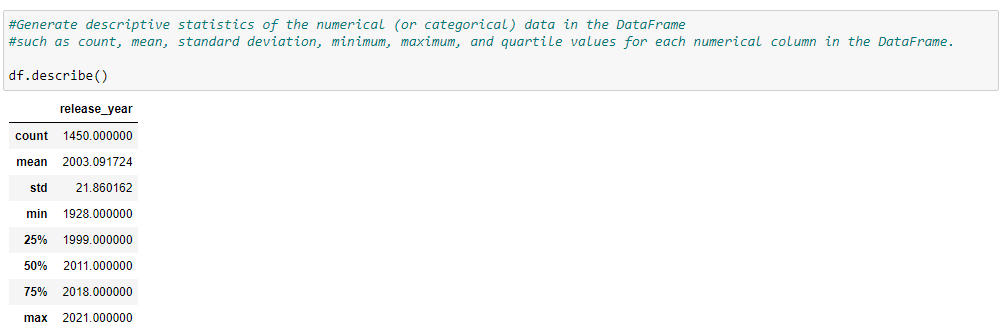 #Generate descriptive statistics of the numerical (or categorical) data in the DataFrame
#such as count, mean, standard deviation, minimum, maximum, and quartile values for each numerical column in the DataFrame.
df.describe()
release_year
count 1450.000000
mean 2003.091724
std 21.860162
min 1928.000000
25% 1999.000000
50% 2011.000000
75% 2018.000000
max 2021.000000